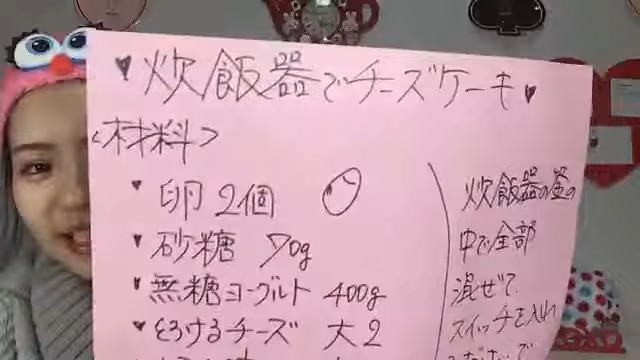 ♥炊飯器でチーズケーキ♥
<材料>
♥卵 2個
♥砂糖 70g
♥無糖ヨーグルト 400g
♥とろけるチーズ 大2
炊飯器の釜の
中で全部
混ぜて、
スイッチを入れ